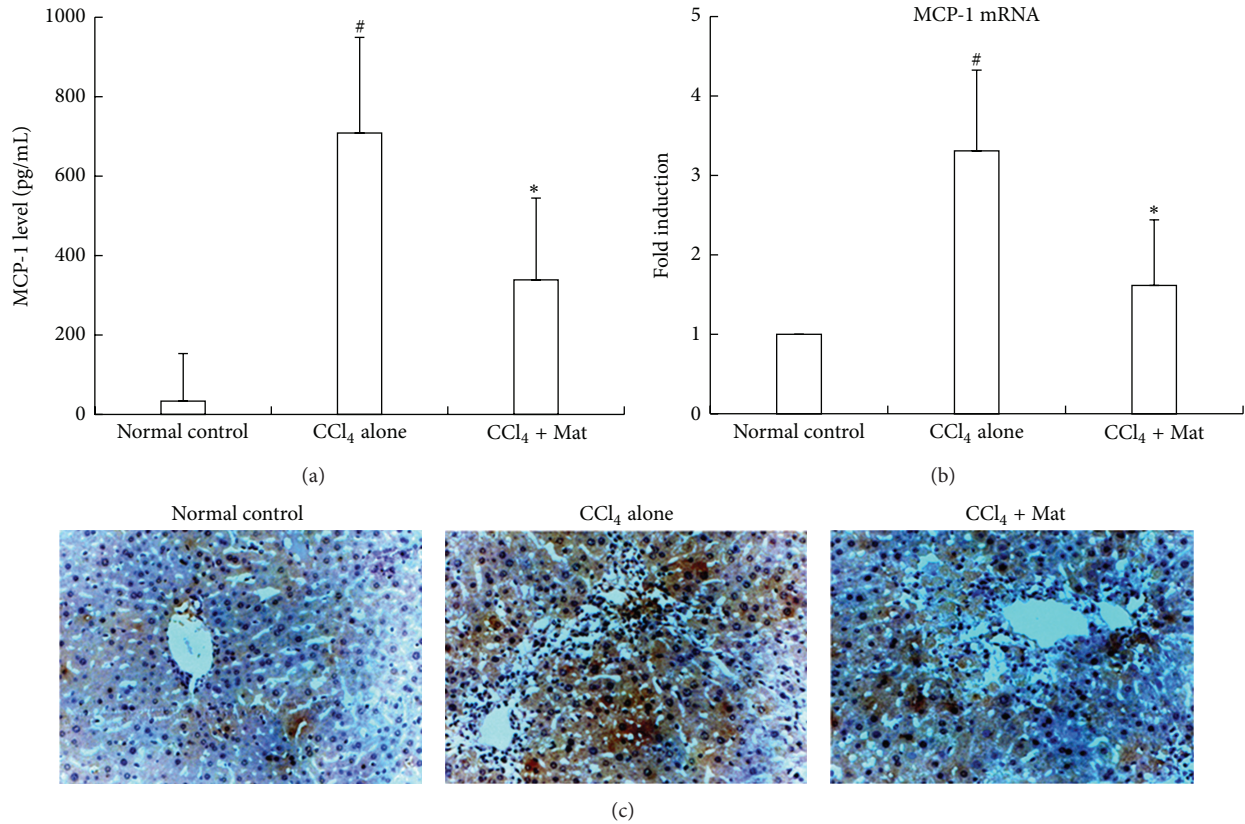 1000
800
600
400
200
0
MCP-1 level (pg/mL)
#
*
Normal control
CCl₄ alone
CCl₄ + Mat
(a)
MCP-1 mRNA
5
4
3
2
1
0
Fold induction
#
*
Normal control
CCl₄ alone
CCl₄ + Mat
(b)
Normal control
CCl₄ alone
CCl₄ + Mat
(c)